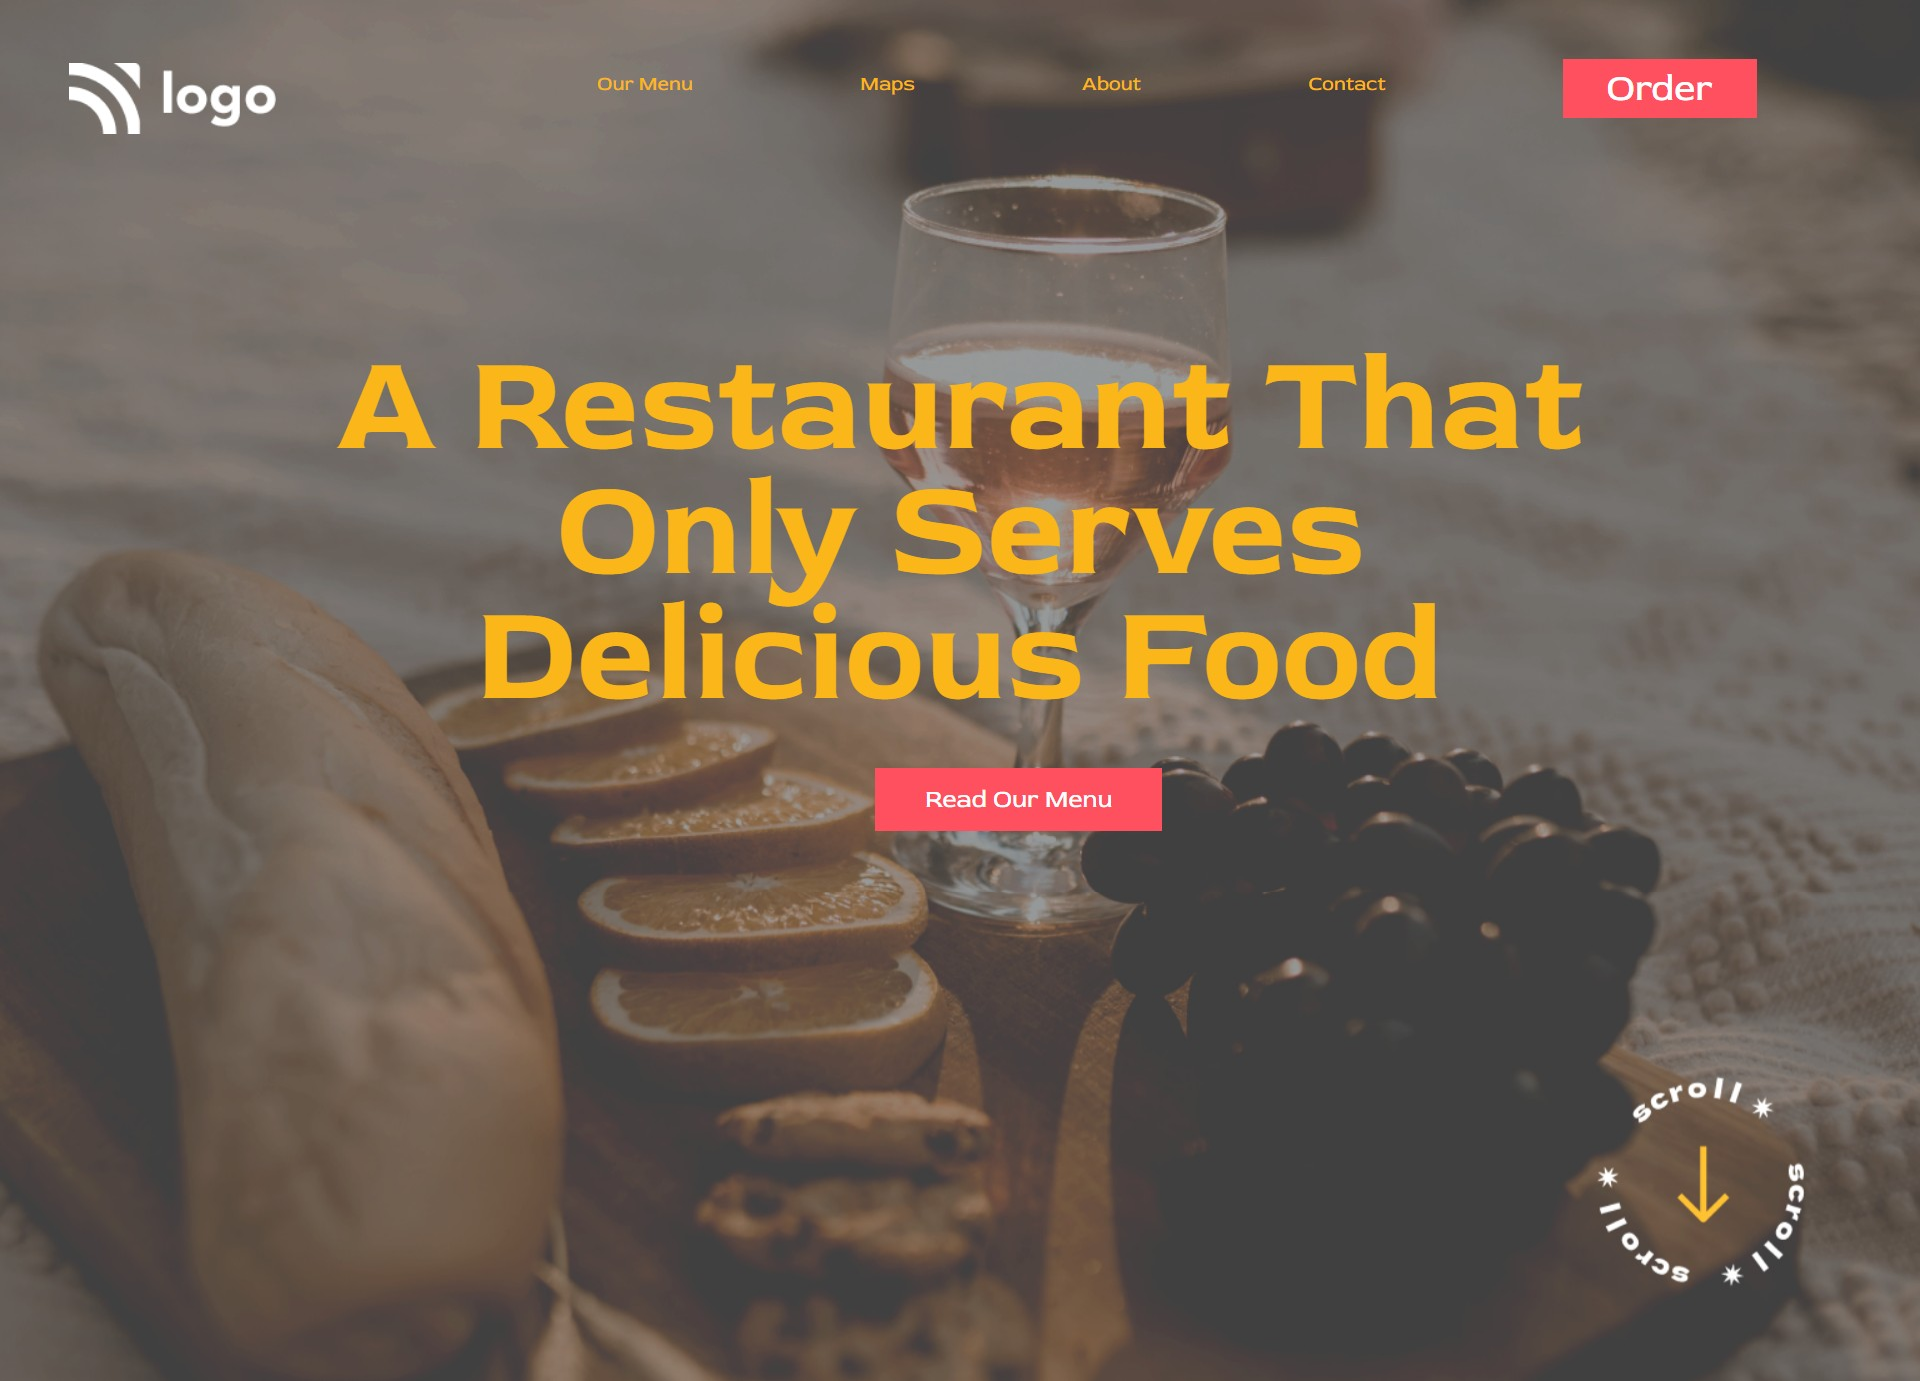 logo
Our Menu
Maps
About
Contact
Order
A Restaurant That
Only Serves
Delicious Food
Read Our Menu
scroll
scroll
scroll